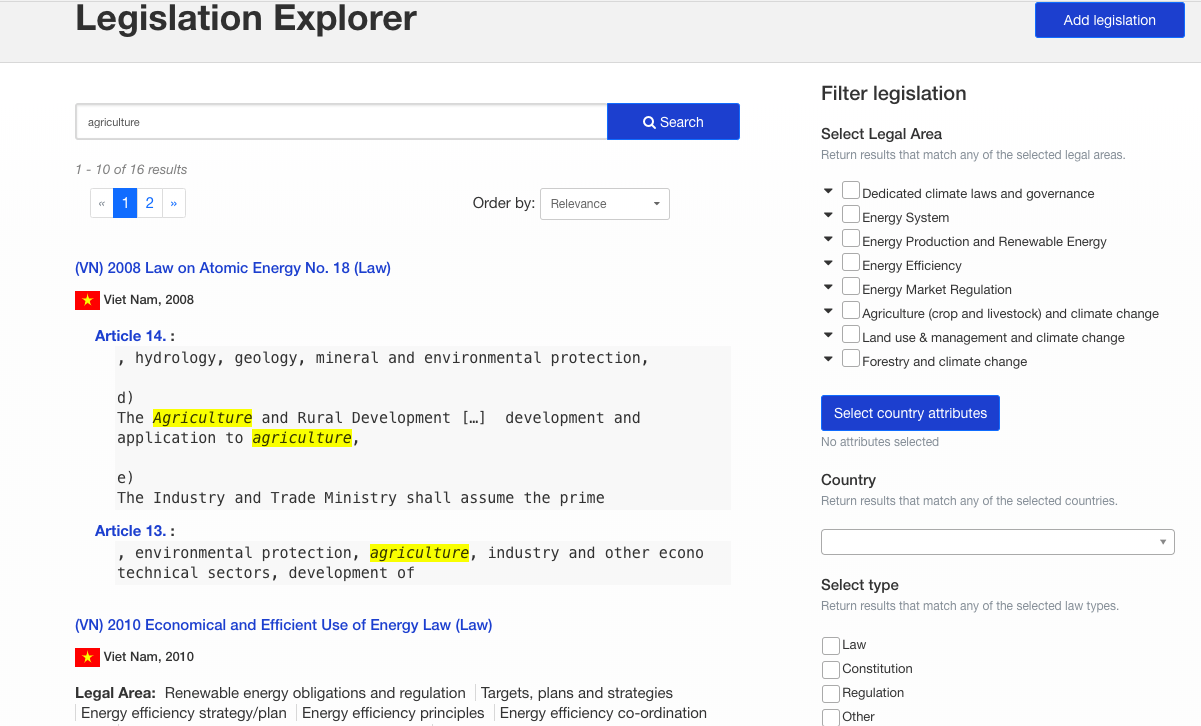 Legislation Explorer
Add legislation
agriculture
Search
1 - 10 of 16 results
« 1 2 »
Order by: Relevance
(VN) 2008 Law on Atomic Energy No. 18 (Law)
Viet Nam, 2008
Article 14. :
, hydrology, geology, mineral and environmental protection,
d)
The Agriculture and Rural Development […]  development and
application to agriculture,
e)
The Industry and Trade Ministry shall assume the prime
Article 13. :
, environmental protection, agriculture, industry and other econo
technical sectors, development of
(VN) 2010 Economical and Efficient Use of Energy Law (Law)
Viet Nam, 2010
Legal Area: Renewable energy obligations and regulation | Targets, plans and strategies
| Energy efficiency strategy/plan | Energy efficiency principles | Energy efficiency co-ordination
Filter legislation
Select Legal Area
Return results that match any of the selected legal areas.
Dedicated climate laws and governance
Energy System
Energy Production and Renewable Energy
Energy Efficiency
Energy Market Regulation
Agriculture (crop and livestock) and climate change
Land use & management and climate change
Forestry and climate change
Select country attributes
No attributes selected
Country
Return results that match any of the selected countries.
Select type
Return results that match any of the selected law types.
Law
Constitution
Regulation
Other